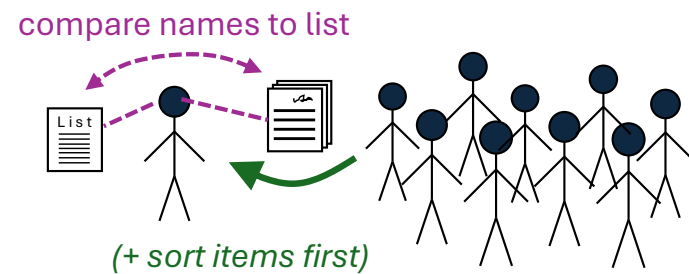 compare names to list
List
(+ sort items first)